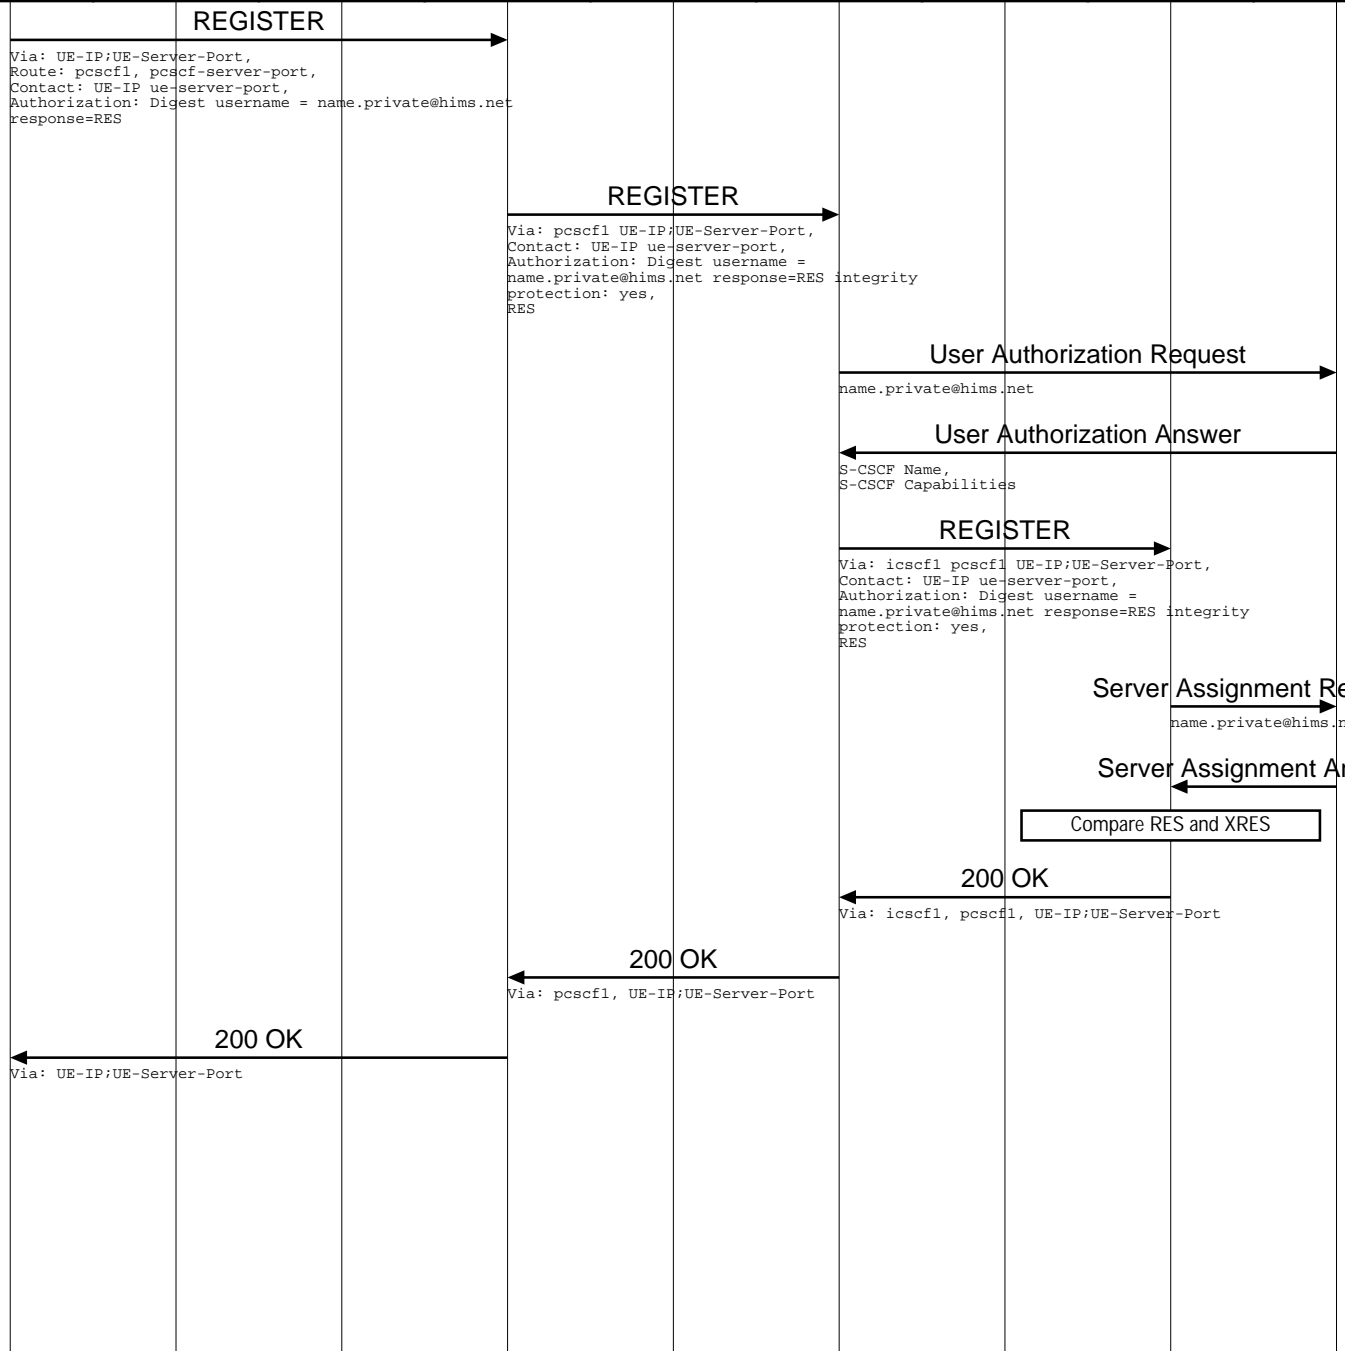 REGISTER
Via: UE-IP;UE-Server-Port,
Route: pcscf1, pcscf-server-port,
Contact: UE-IP ue-server-port,
Authorization: Digest username = name.private@hims.net
response=RES
REGISTER
Via: pcscf1 UE-IP;UE-Server-Port,
Contact: UE-IP ue-server-port,
Authorization: Digest username =
name.private@hims.net response=RES integrity
protection: yes,
RES
User Authorization Request
name.private@hims.net
User Authorization Answer
S-CSCF Name,
S-CSCF Capabilities
REGISTER
Via: icscf1 pcscf1 UE-IP;UE-Server-Port,
Contact: UE-IP ue-server-port,
Authorization: Digest username =
name.private@hims.net response=RES integrity
protection: yes,
RES
Server Assignment Re
name.private@hims.n
Server Assignment An
Compare RES and XRES
200 OK
Via: icscf1, pcscf1, UE-IP;UE-Server-Port
200 OK
Via: pcscf1, UE-IP;UE-Server-Port
200 OK
Via: UE-IP;UE-Server-Port